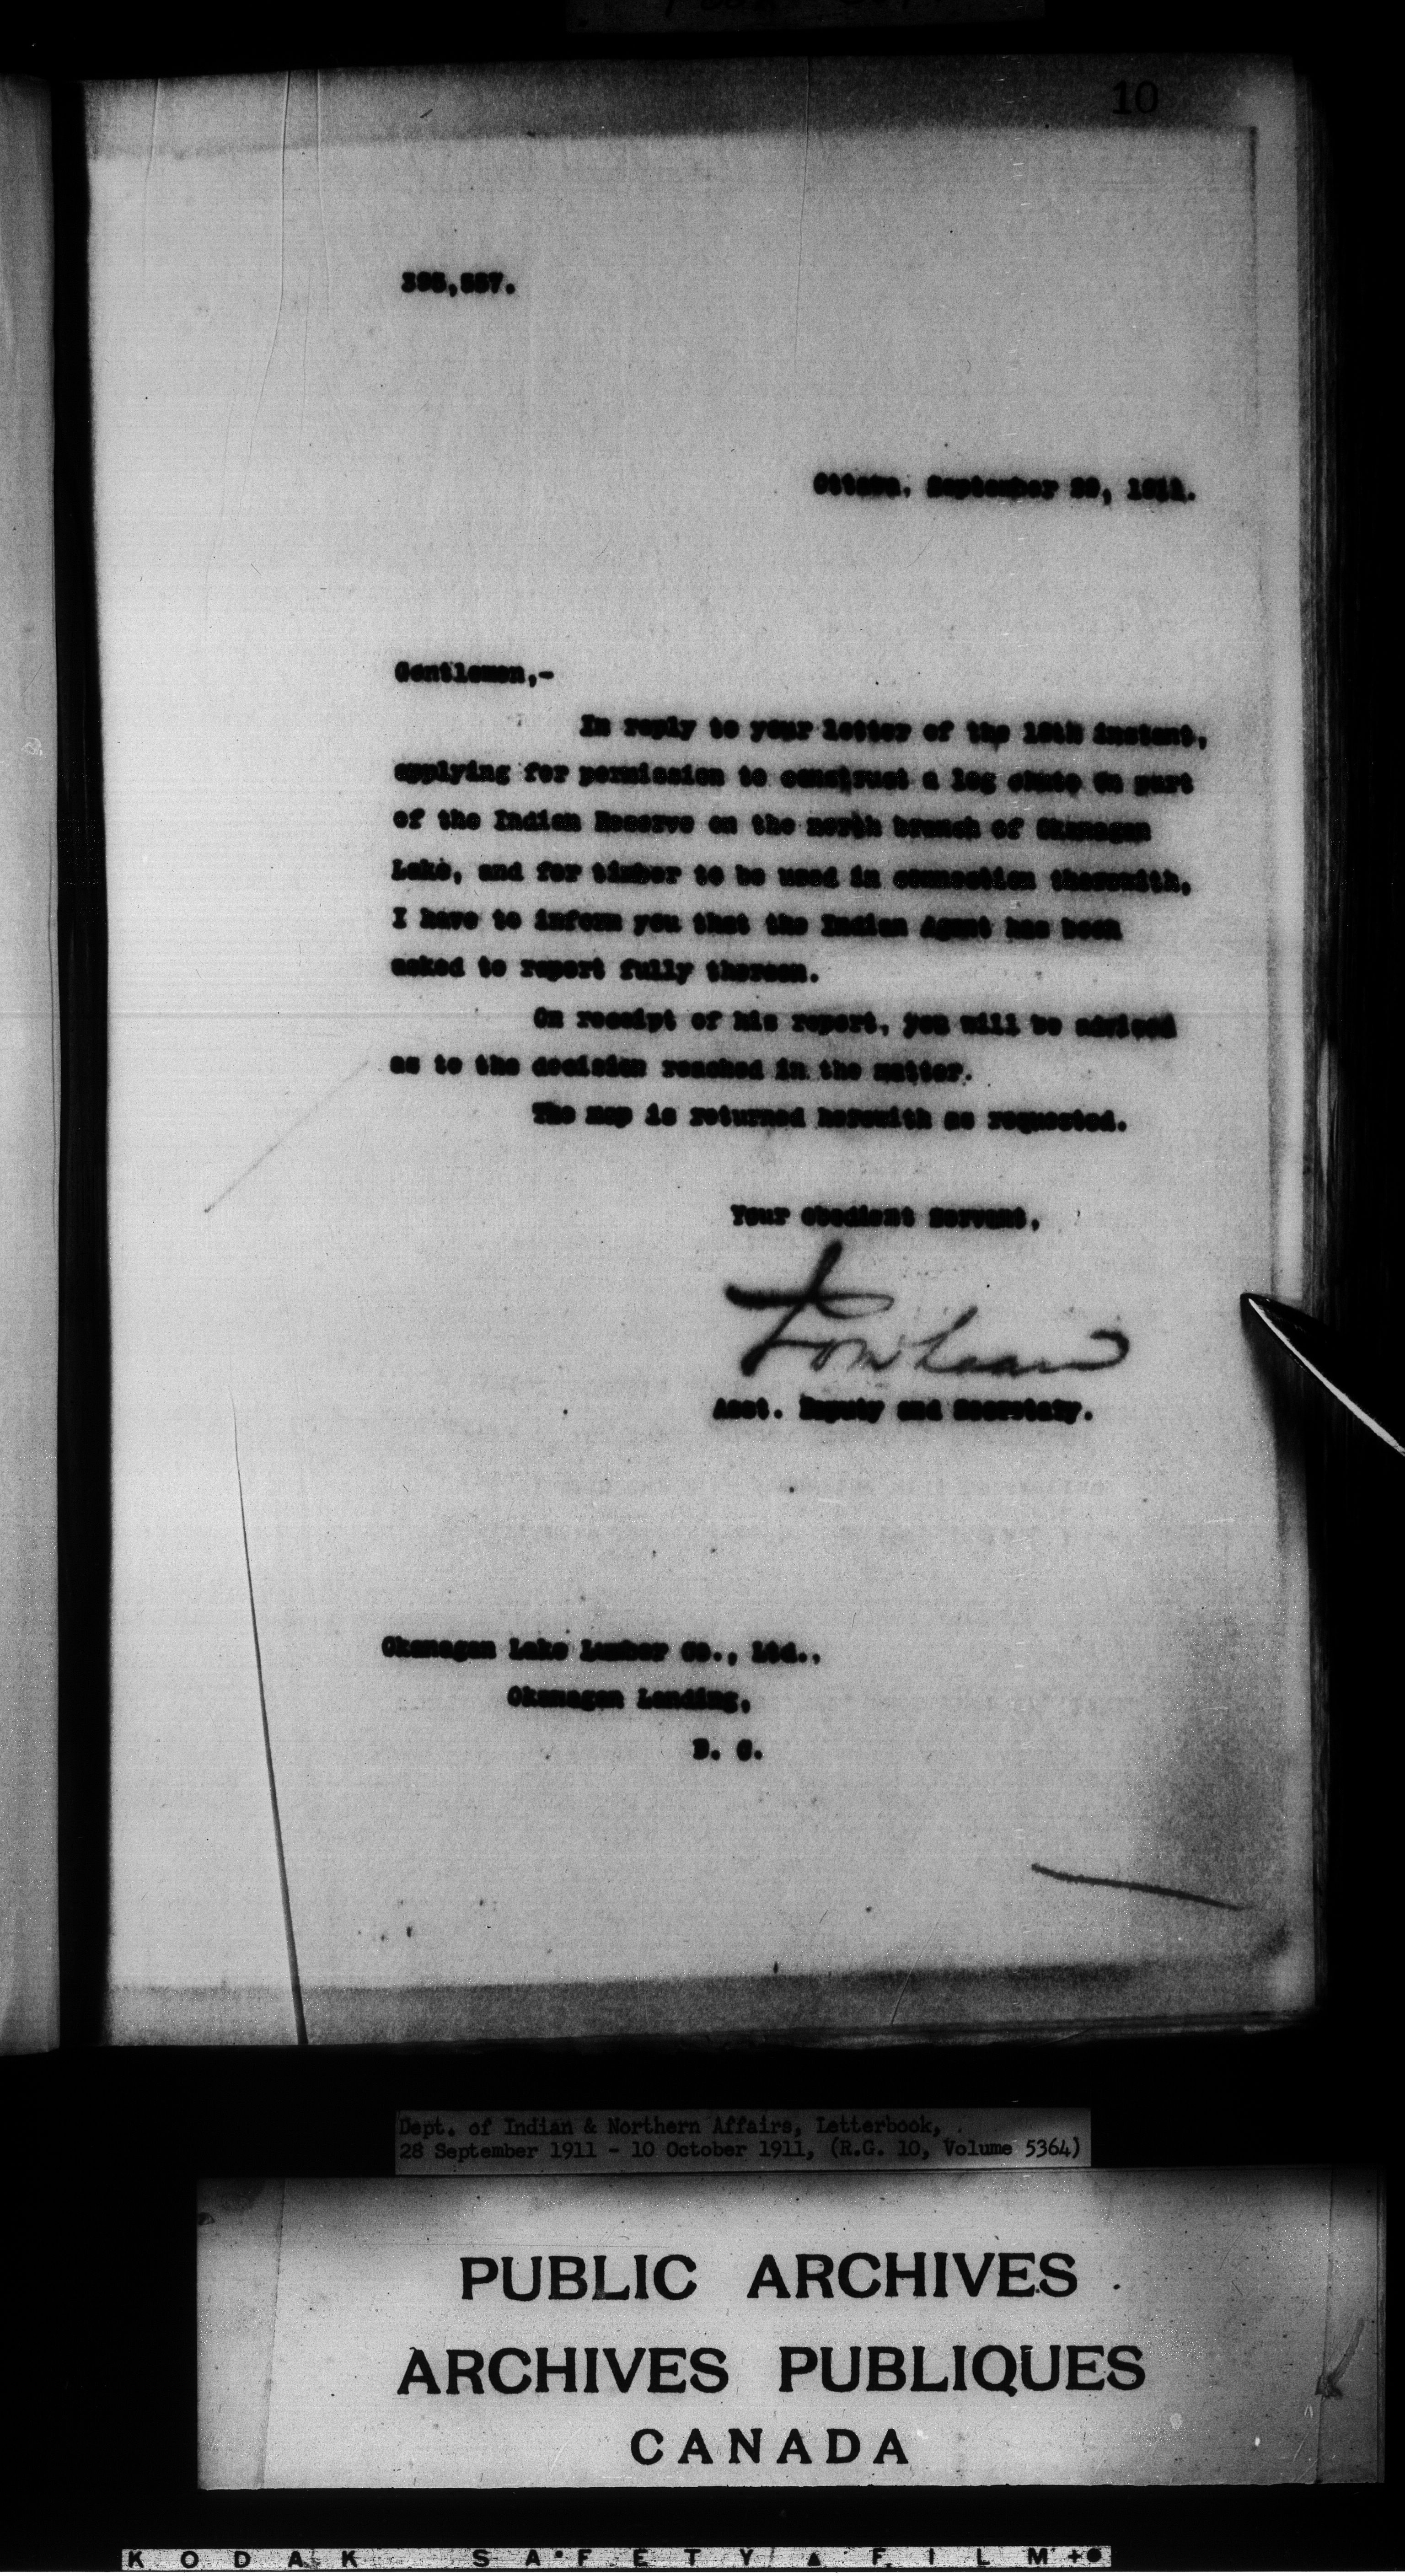 10
Ottawa, September 28, 1911.
Gentlemen,-
In reply to your letter of the 18th instant,
applying for permission to construct a log chute on part
of the Indian Reserve on the north branch of Okanagan
Lake, and for timber to be used in connection therewith,
I have to inform you that the Indian Agent has been
asked to report fully thereon.
On receipt of his report, you will be advised
as to the decision reached in the matter.
The map is returned herewith as requested.
Your obedient servant,
Asst. Deputy and Secretary.
Okanagan Lake Lumber Co., Ltd.,
Okanagan Landing,
B. C.
Dept. of Indian & Northern Affairs, Letterbook,
28 September 1911 - 10 October 1911, (R.G. 10, Volume 5364)
PUBLIC ARCHIVES
ARCHIVES PUBLIQUES
CANADA
KODAK SAFETY FILM